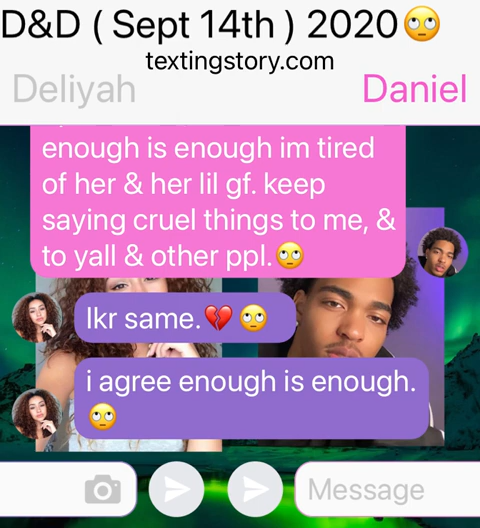 D&D ( Sept 14th ) 2020🙄
textingstory.com
Deliyah
Daniel
enough is enough im tired
of her & her lil gf. keep
saying cruel things to me, &
to yall & other ppl.🙄
Ikr same.💔🙄
i agree enough is enough.
🙄
Message